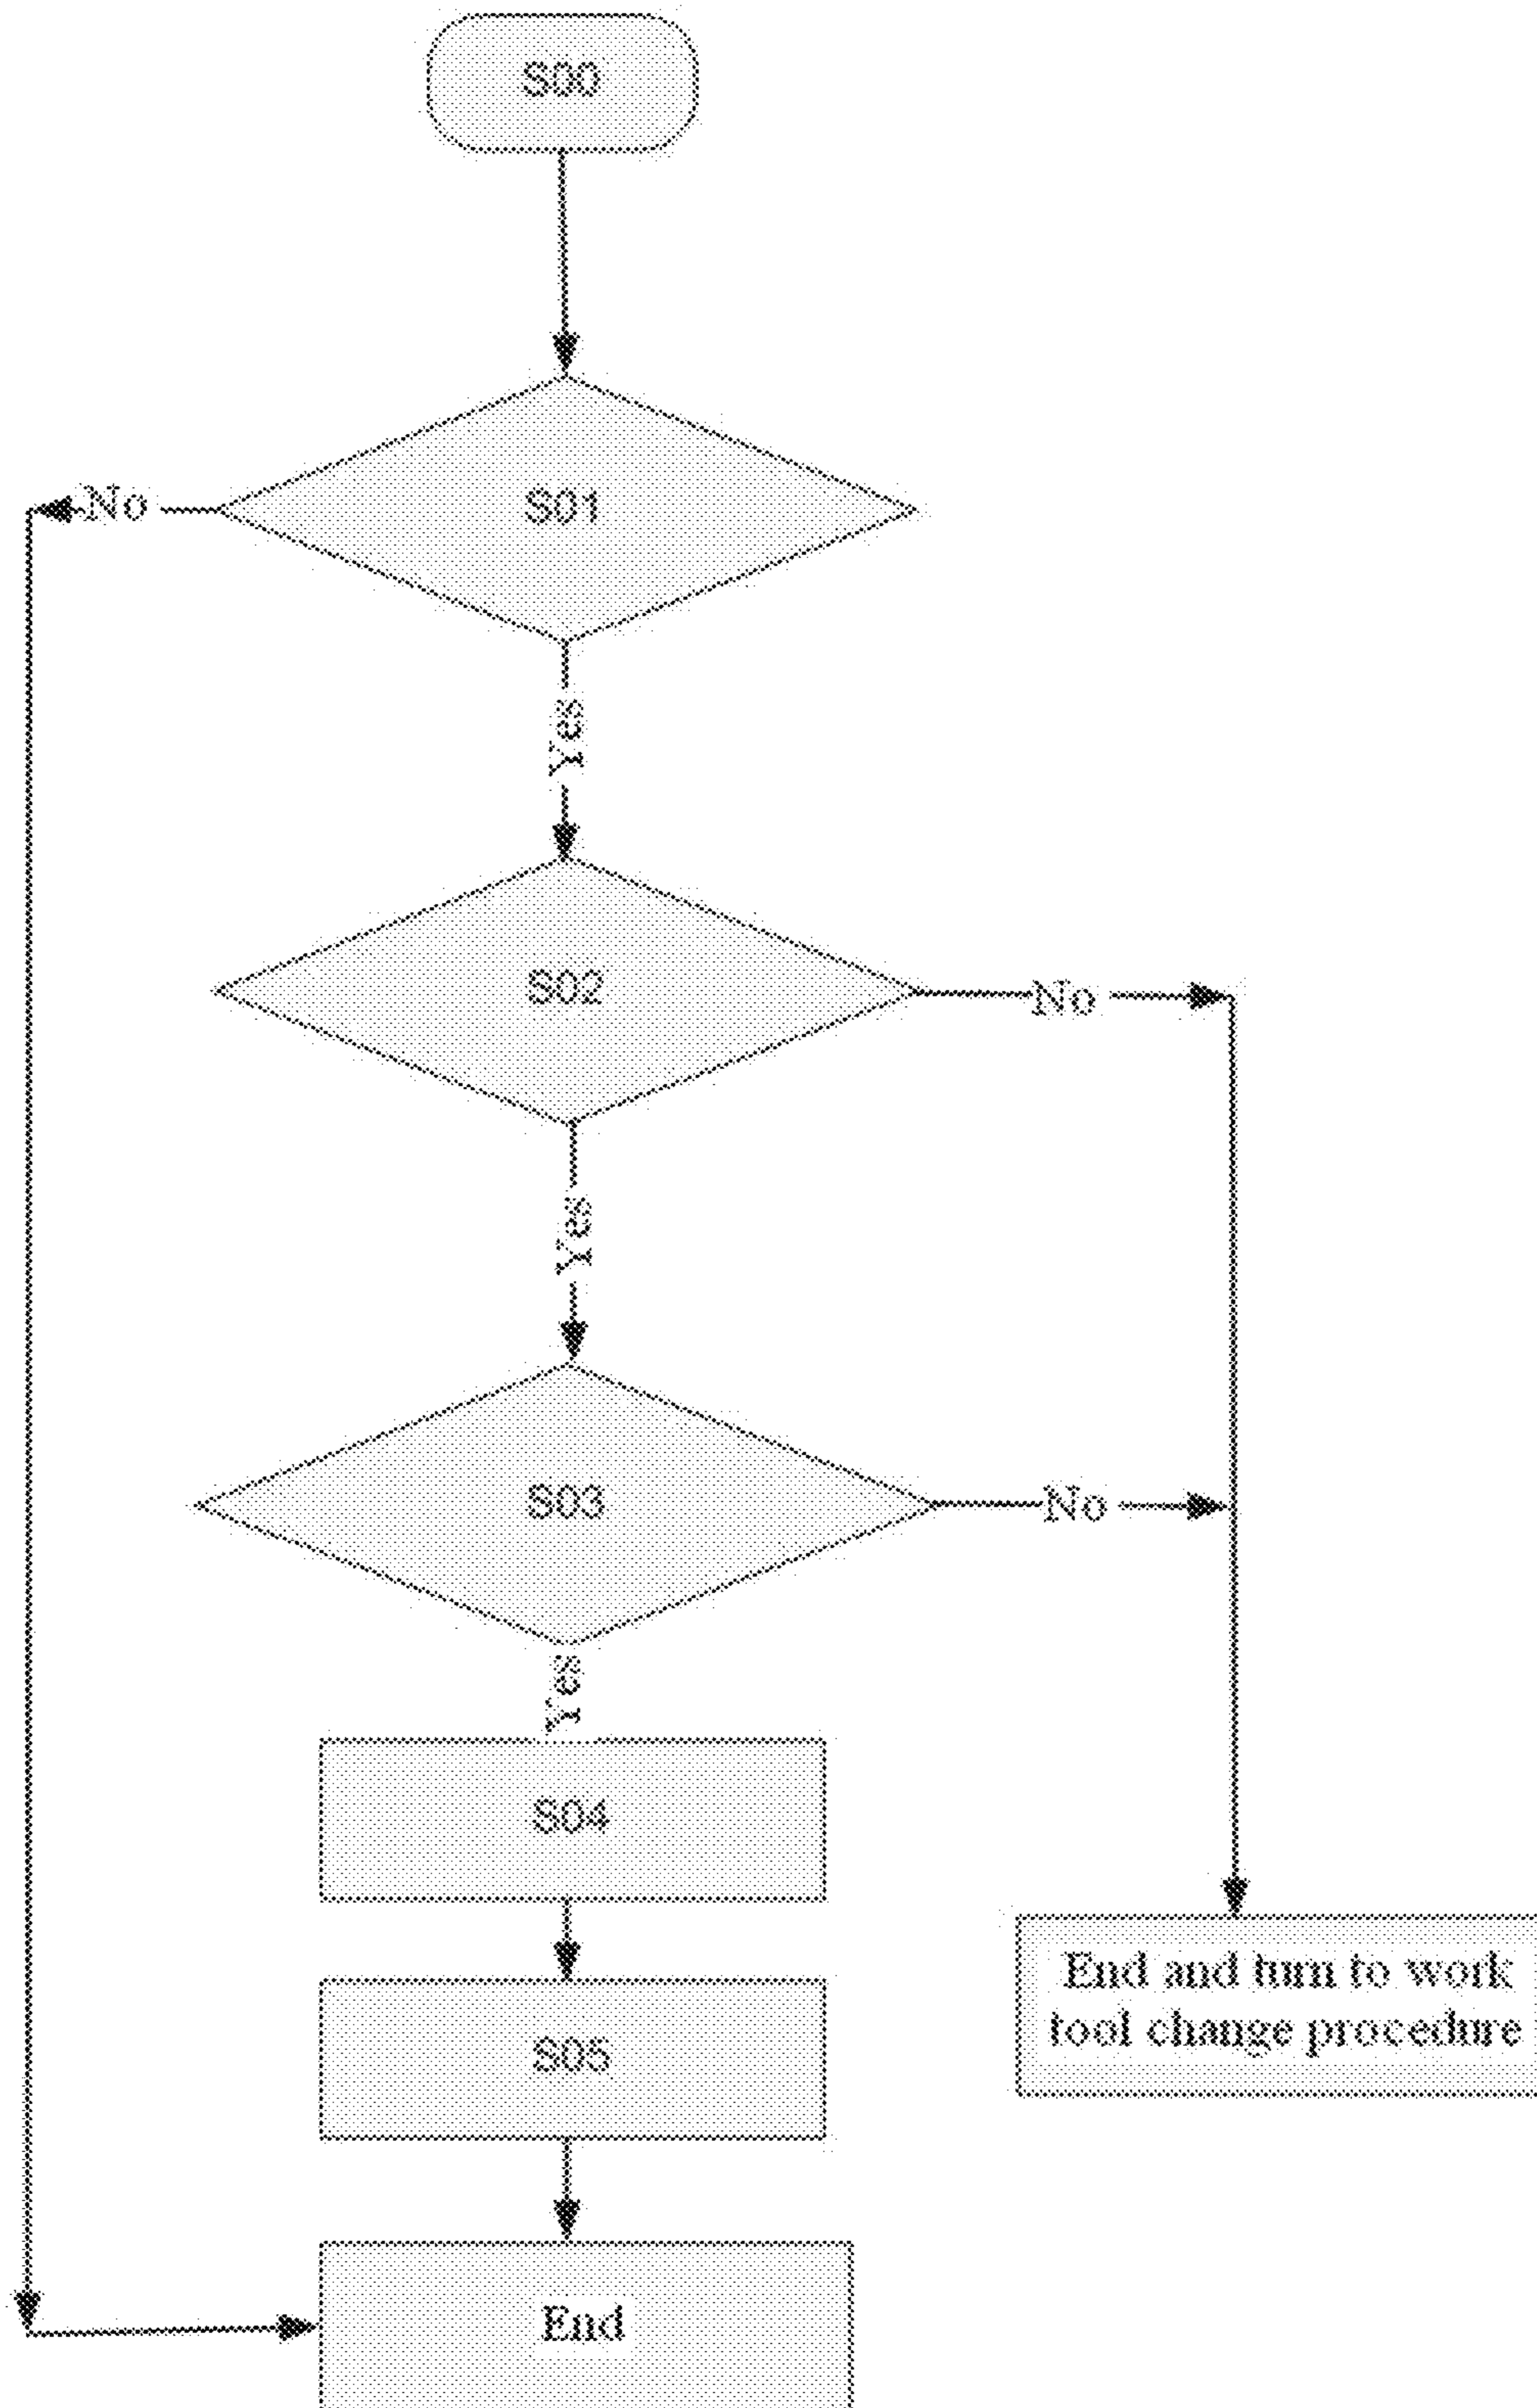 S00
S01
No
Yes
S02
No
Yes
S03
No
Yes
S04
S05
End and turn to work
tool change procedure
End